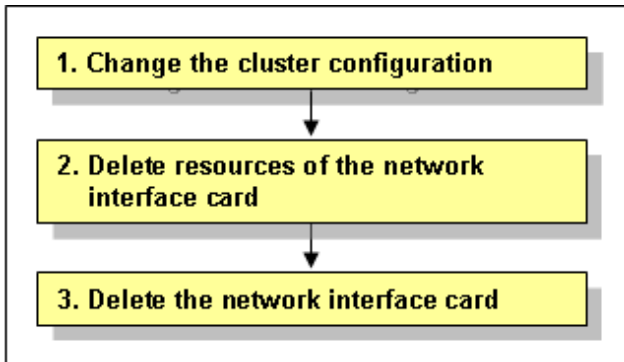 1. Change the cluster configuration
2. Delete resources of the network
interface card
3. Delete the network interface card